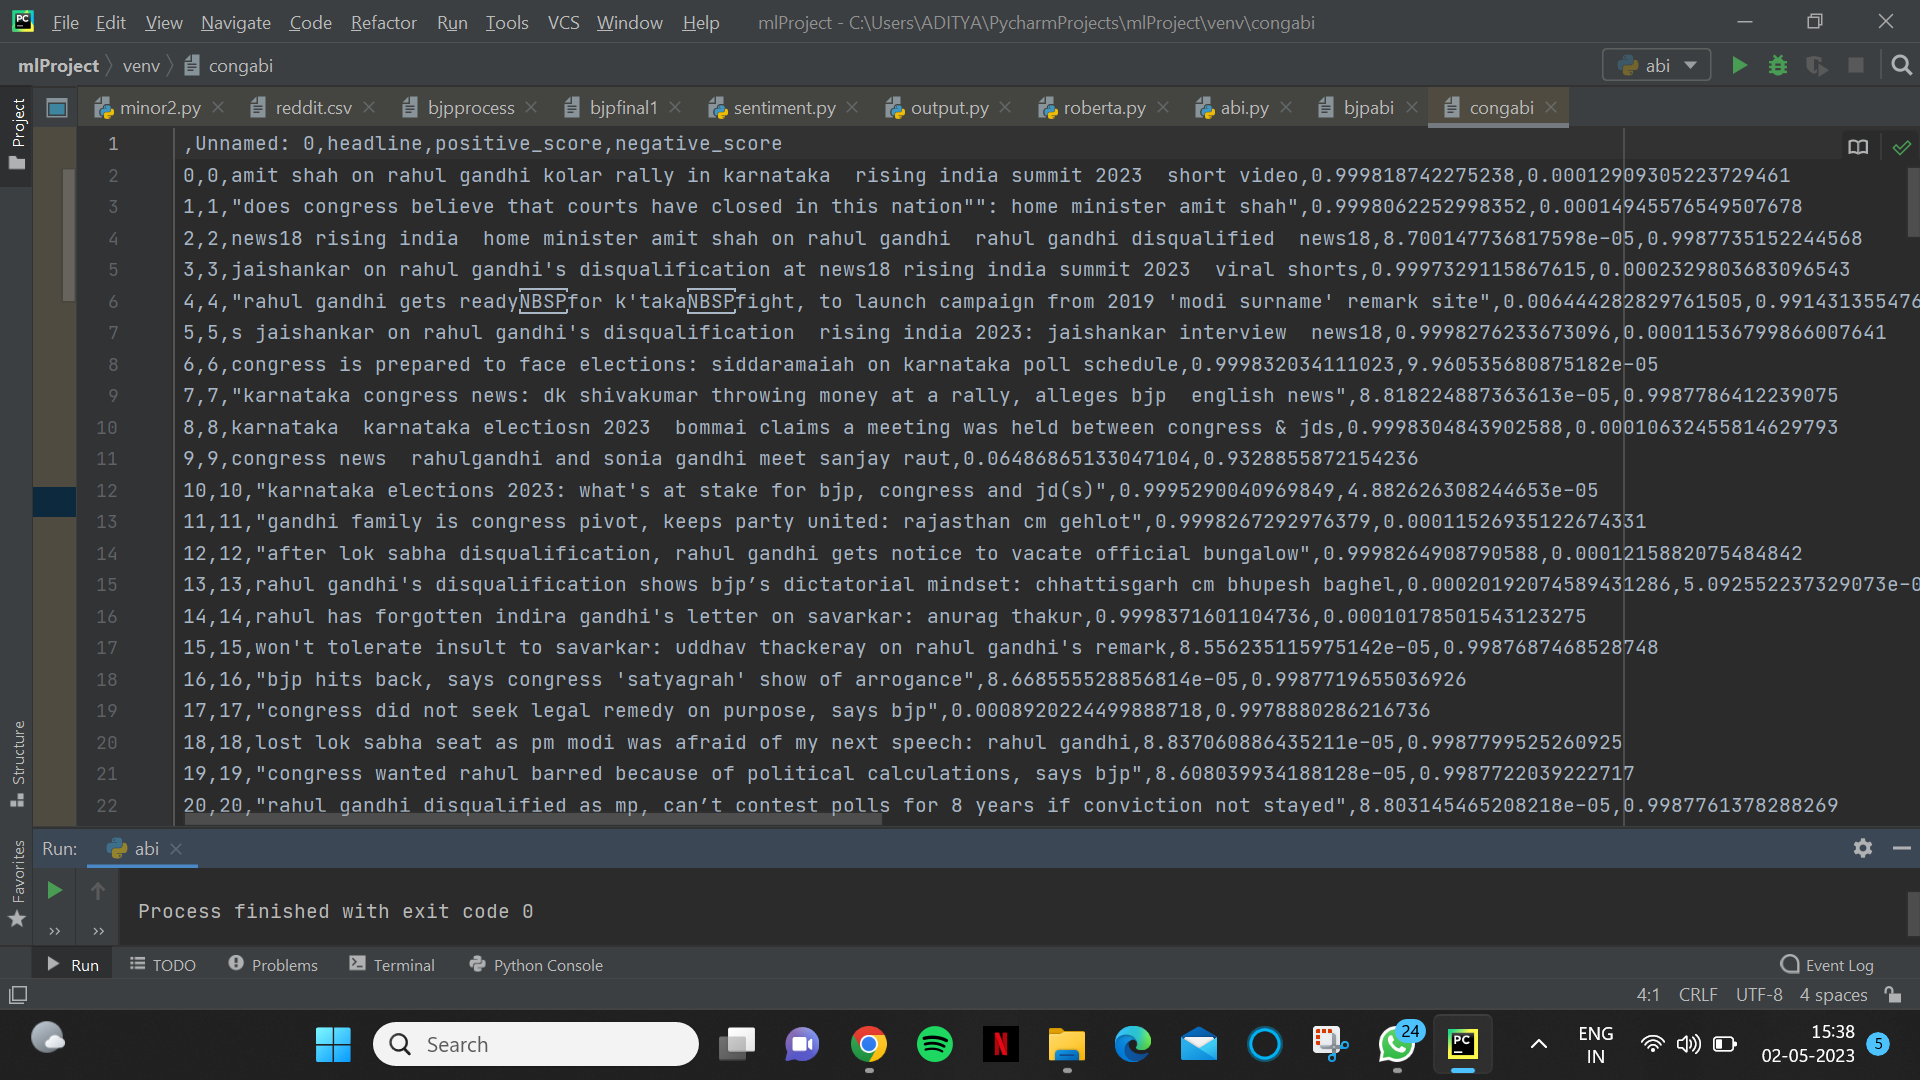 File Edit View Navigate Code Refactor Run Tools VCS Window Help mlProject - C:\Users\ADITYA\PycharmProjects\mlProject\venv\congabi
mlProject venv congabi abi
minor2.py reddit.csv bjpprocess bjpfinal1 sentiment.py output.py roberta.py abi.py bjpabi congabi
Project
1 ,Unnamed: 0,headline,positive_score,negative_score
2 0,0,amit shah on rahul gandhi kolar rally in karnataka  rising india summit 2023  short video,0.999818742275238,0.00012909305223729461
3 1,1,"does congress believe that courts have closed in this nation"": home minister amit shah",0.9998062252998352,0.00014945576549507678
4 2,2,news18 rising india  home minister amit shah on rahul gandhi  rahul gandhi disqualified  news18,8.700147736817598e-05,0.9987735152244568
5 3,3,jaishankar on rahul gandhi's disqualification at news18 rising india summit 2023  viral shorts,0.9997329115867615,0.00023298036830965​43
6 4,4,"rahul gandhi gets readyNBSPfor k'takaNBSPfight, to launch campaign from 2019 'modi surname' remark site",0.006444282829761505,0.991431355476
7 5,5,s jaishankar on rahul gandhi's disqualification  rising india 2023: jaishankar interview  news18,0.9998276233673096,0.00011536799866007641
8 6,6,congress is prepared to face elections: siddaramaiah on karnataka poll schedule,0.999832034111023,9.960535680875182e-05
9 7,7,"karnataka congress news: dk shivakumar throwing money at a rally, alleges bjp  english news",8.818224887363613e-05,0.9987786412239075
10 8,8,karnataka  karnataka electiosn 2023  bommai claims a meeting was held between congress & jds,0.9998304843902588,0.00010632455814629793
11 9,9,congress news  rahulgandhi and sonia gandhi meet sanjay raut,0.06486865133047104,0.9328855872154236
12 10,10,"karnataka elections 2023: what's at stake for bjp, congress and jd(s)",0.9995290040969849,4.882626308244653e-05
13 11,11,"gandhi family is congress pivot, keeps party united: rajasthan cm gehlot",0.9998267292976379,0.00011526935122674331
14 12,12,"after lok sabha disqualification, rahul gandhi gets notice to vacate official bungalow",0.9998264908790588,0.0001215882075484842
15 13,13,rahul gandhi's disqualification shows bjp’s dictatorial mindset: chhattisgarh cm bhupesh baghel,0.00020192074589431286,5.092552237329073e-0
16 14,14,rahul has forgotten indira gandhi's letter on savarkar: anurag thakur,0.9998371601104736,0.000101785015431232​75
17 15,15,won't tolerate insult to savarkar: uddhav thackeray on rahul gandhi's remark,8.556235115975142e-05,0.9987687468528748
18 16,16,"bjp hits back, says congress 'satyagrah' show of arrogance",8.668555528856814e-05,0.9987719655036926
19 17,17,"congress did not seek legal remedy on purpose, says bjp",0.0008920224499888718,0.9978880286216736
20 18,18,lost lok sabha seat as pm modi was afraid of my next speech: rahul gandhi,8.837060886435211e-05,0.9987799525260925
21 19,19,"congress wanted rahul barred because of political calculations, says bjp",8.608039934188128e-05,0.9987722039222717
22 20,20,"rahul gandhi disqualified as mp, can’t contest polls for 8 years if conviction not stayed",8.803145465208218e-05,0.9987761378288269
Structure
Favorites
Run: abi
Process finished with exit code 0
Run TODO Problems Terminal Python Console Event Log
4:1 CRLF UTF-8 4 spaces
Search
24
PC
ENG
IN
15:38
02-05-2023
5